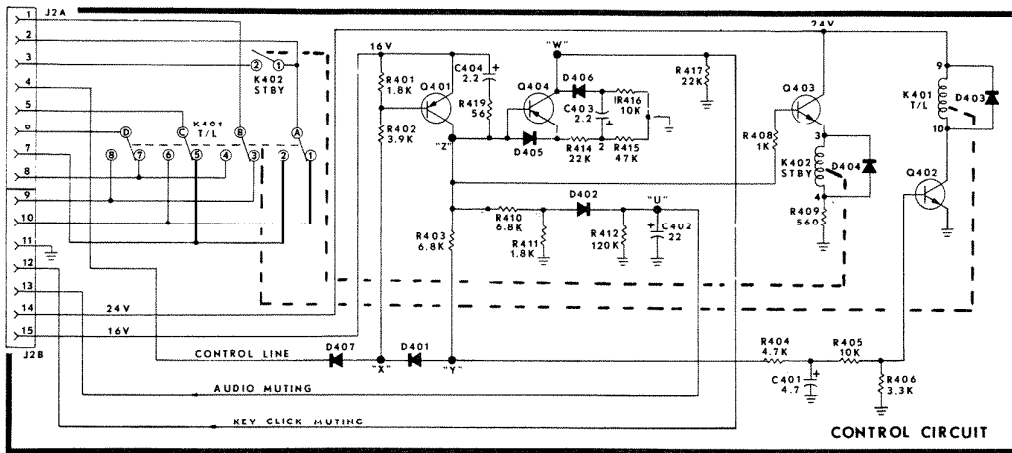 J2A
1
2
3
4
5
6
7
8
9
10
11
12
13
14
15
J2B
2 1
K402
STBY
T/L
D C B A
8 7 6 5 4 3 2 1
24V
16V
CONTROL LINE
AUDIO MUTING
KEY CLICK MUTING
16V
R401
1.8K
R402
3.9K
Q401
C404
2.2
R419
56
"Z"
Q404
"W"
D406
C403
2.2
R416
10K
D405
R414
22K
2
R415
47K
R417
22K
R403
6.8K
R410
6.8K
R411
1.8K
D402
R412
120K
"U"
C402
22
D407
"X"
D401
"Y"
24V
Q403
R408
1K
3
K402
STBY
D404
4
R409
560
9
K401
T/L
D403
10
Q402
R404
4.7K
C401
4.7
R405
10K
R406
3.3K
CONTROL CIRCUIT